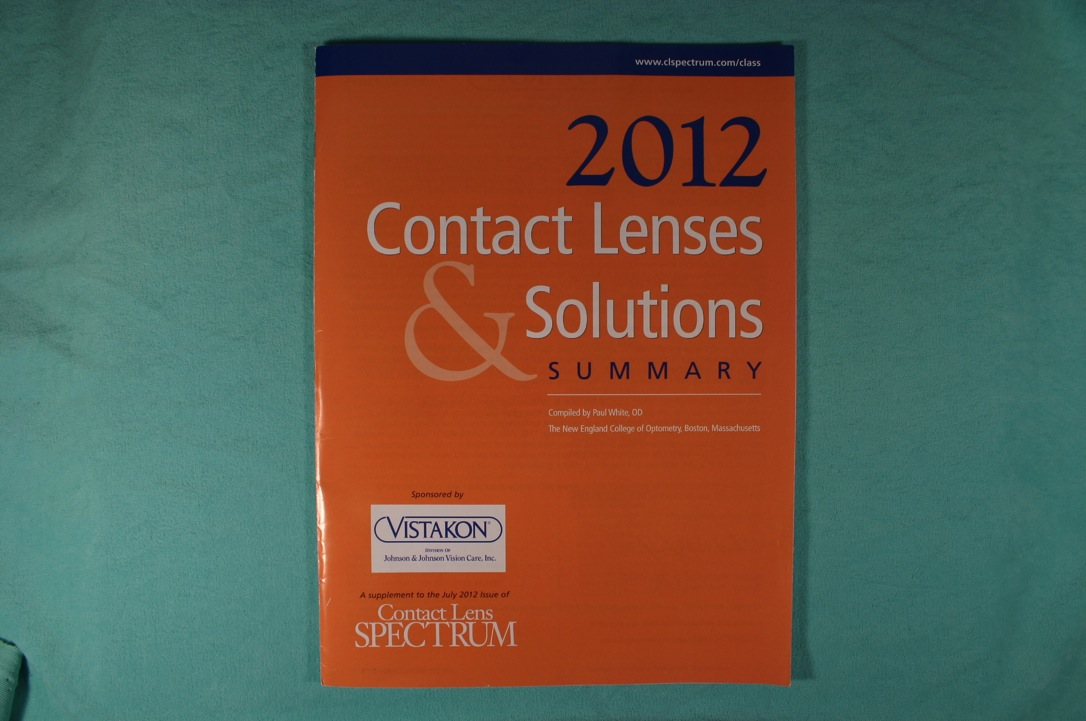 www.clspectrum.com/class
2012
Contact Lenses
& Solutions
SUMMARY
Compiled by Paul White, OD
The New England College of Optometry, Boston, Massachusetts
Sponsored by
VISTAKON®
DIVISION OF
Johnson & Johnson Vision Care, Inc.
A supplement to the July 2012 Issue of
Contact Lens
SPECTRUM